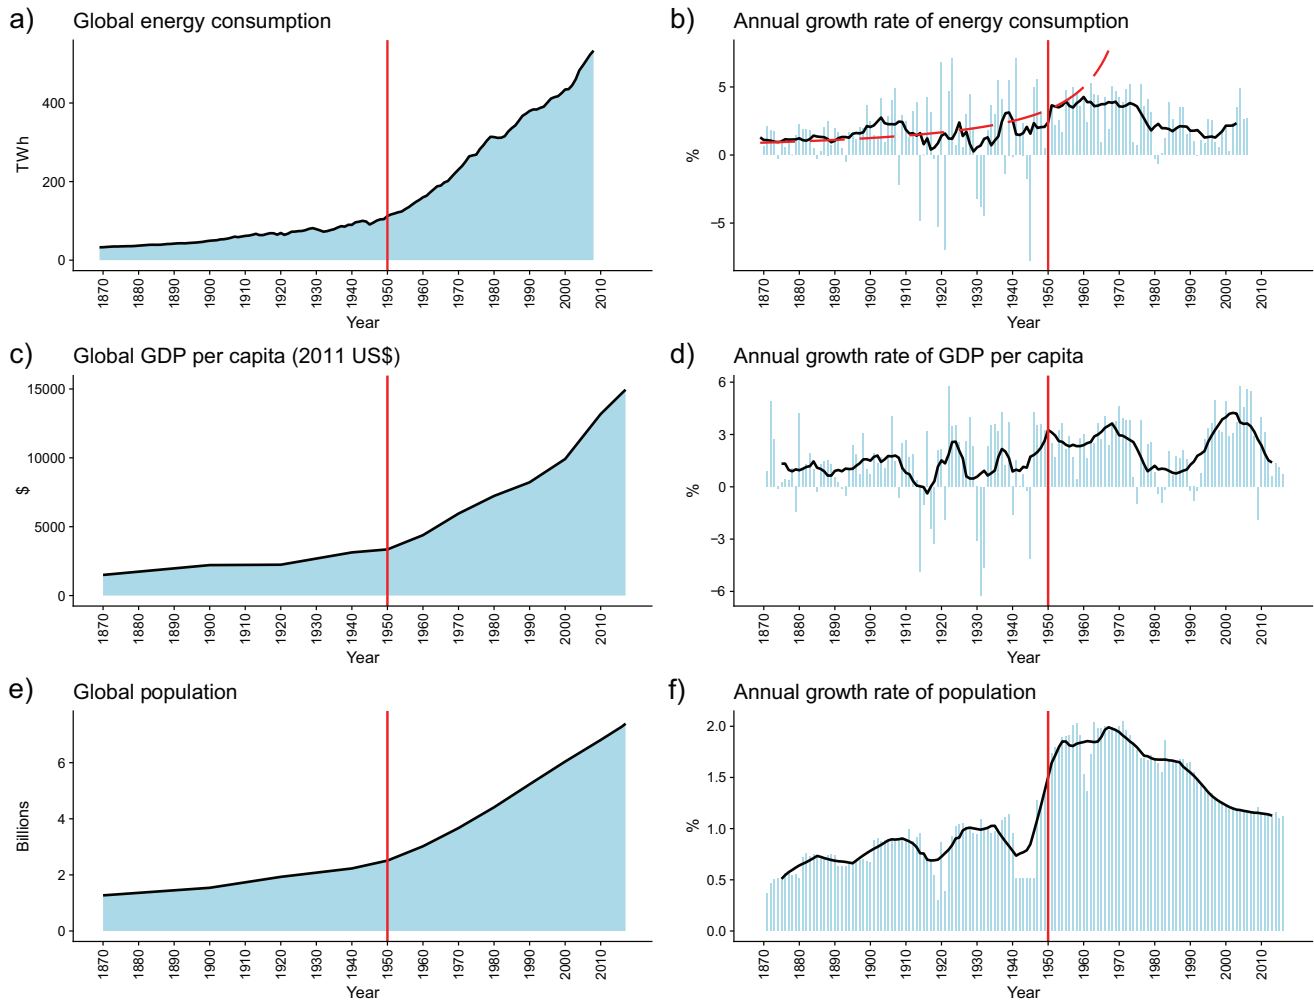 a) Global energy consumption
TWh
400
200
0
1870 1880 1890 1900 1910 1920 1930 1940 1950 1960 1970 1980 1990 2000 2010
Year
b) Annual growth rate of energy consumption
%
5
0
−5
1870 1880 1890 1900 1910 1920 1930 1940 1950 1960 1970 1980 1990 2000 2010
Year
c) Global GDP per capita (2011 US$)
$
15000
10000
5000
0
1870 1880 1890 1900 1910 1920 1930 1940 1950 1960 1970 1980 1990 2000 2010
Year
d) Annual growth rate of GDP per capita
%
6
3
0
−3
−6
1870 1880 1890 1900 1910 1920 1930 1940 1950 1960 1970 1980 1990 2000 2010
Year
e) Global population
Billions
6
4
2
0
1870 1880 1890 1900 1910 1920 1930 1940 1950 1960 1970 1980 1990 2000 2010
Year
f) Annual growth rate of population
%
2.0
1.5
1.0
0.5
0.0
1870 1880 1890 1900 1910 1920 1930 1940 1950 1960 1970 1980 1990 2000 2010
Year